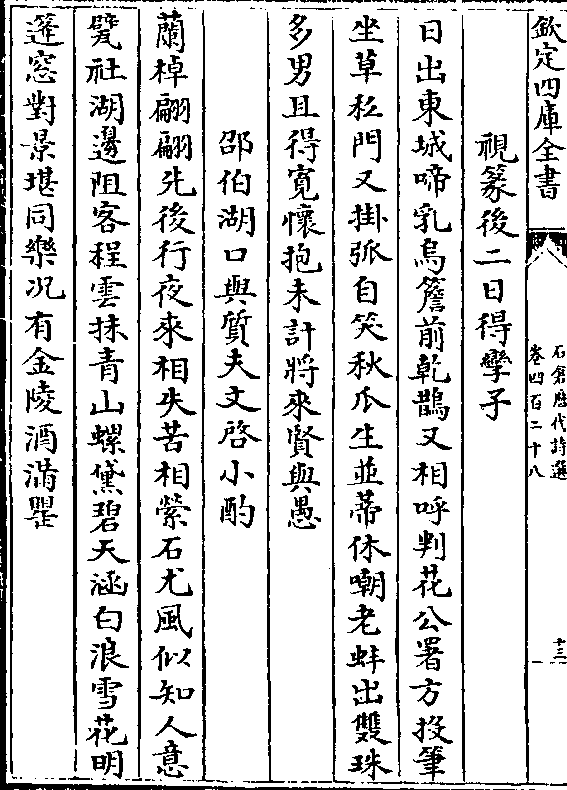 欽定四庫全書
石倉歷代詩選
卷四百二十八
十三
視篆後二日得孿子
日出東城啼乳烏簷前乾鵲又相呼判花公署方投筆
坐草私門又掛弧自笑秋瓜生並蒂休嘲老蚌出雙珠
多男且得寛懷抱未計將來賢與愚
邵伯湖口與質夫文啓小酌
蘭棹翩翩先後行夜來相失苦相縈石尤風似知人意
甓社湖邊阻客程雲抹青山螺黛碧天涵白浪雪花明
篷窓對景堪同樂况有金陵酒滿罌